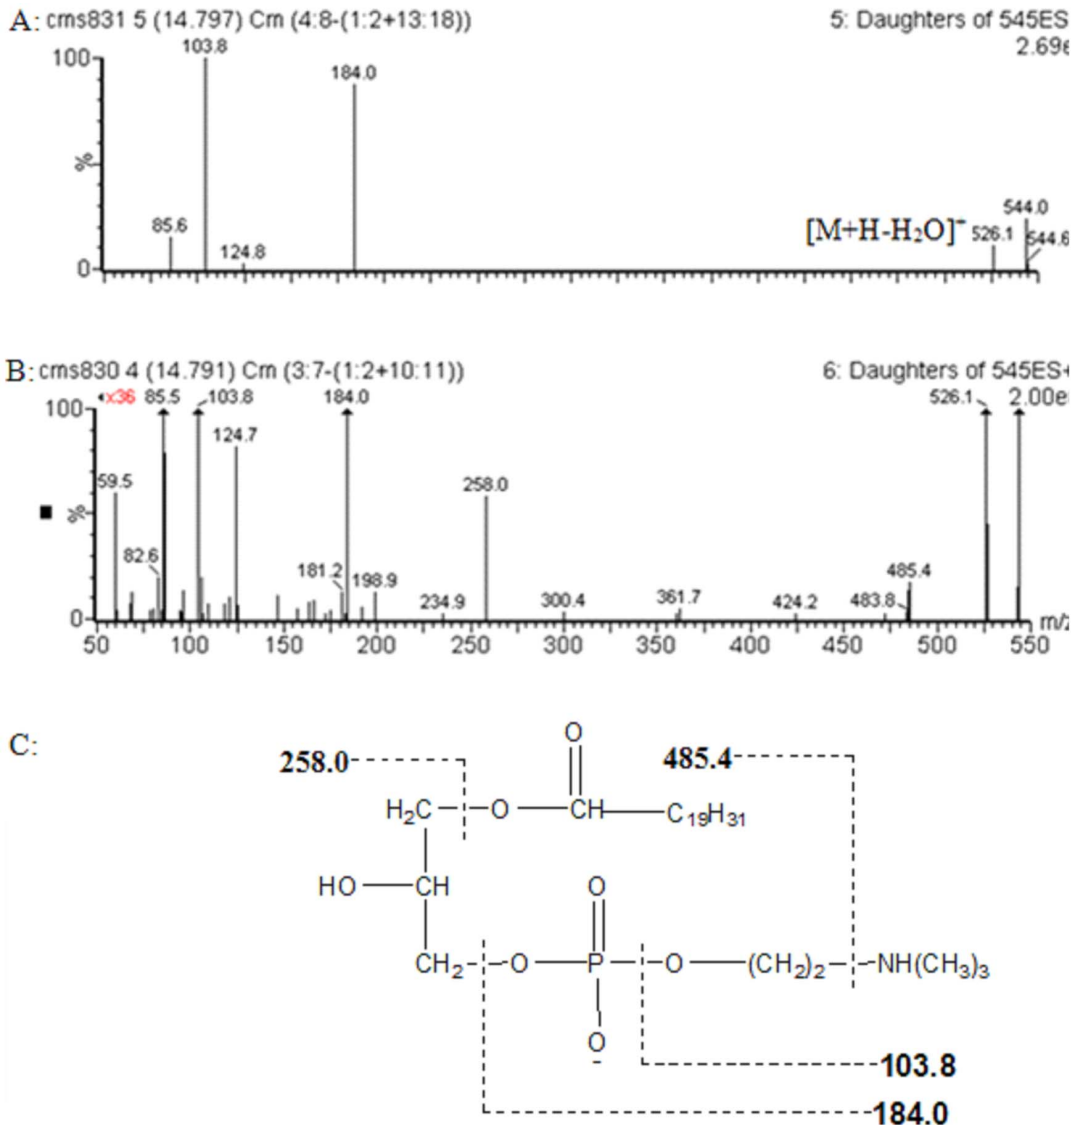 A: cms831 5 (14.797) Cm (4:8-(1:2+13:18))
5: Daughters of 545ES
2.69e
103.8
100
184.0
%
85.6
124.8
[M+H-H₂O]⁺
526.1
544.0
544.6
0
B: cms830 4 (14.791) Cm (3:7-(1:2+10:11))
6: Daughters of 545ES+
2.00e
x36
85.5
103.8
184.0
526.1
100
124.7
59.5
258.0
%
82.6
181.2
198.9
234.9
300.4
361.7
424.2
483.8
485.4
0
m/z
50 100 150 200 250 300 350 400 450 500 550
C:
O
258.0
485.4
H₂C O CH C₁₉H₃₁
HO CH O
CH₂ O P O (CH₂)₂ NH(CH₃)₃
O
-
103.8
184.0